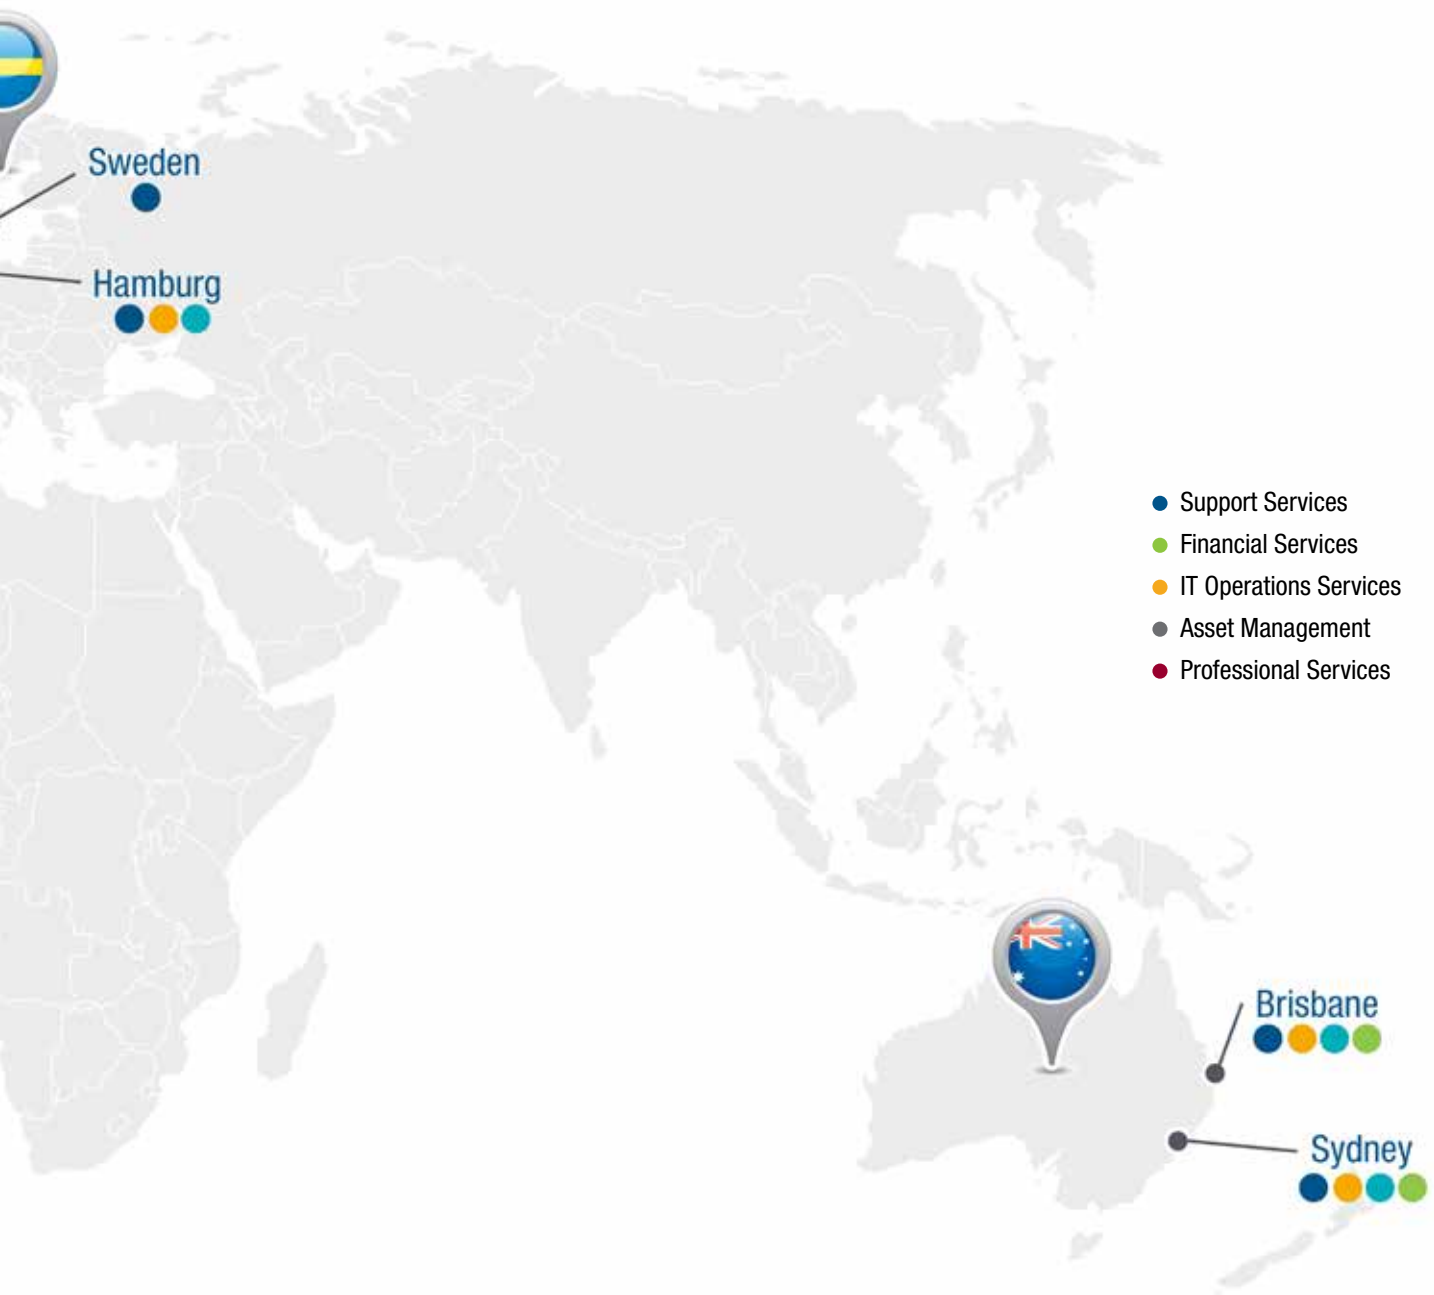 Sweden
Hamburg
Support Services
Financial Services
IT Operations Services
Asset Management
Professional Services
Brisbane
Sydney